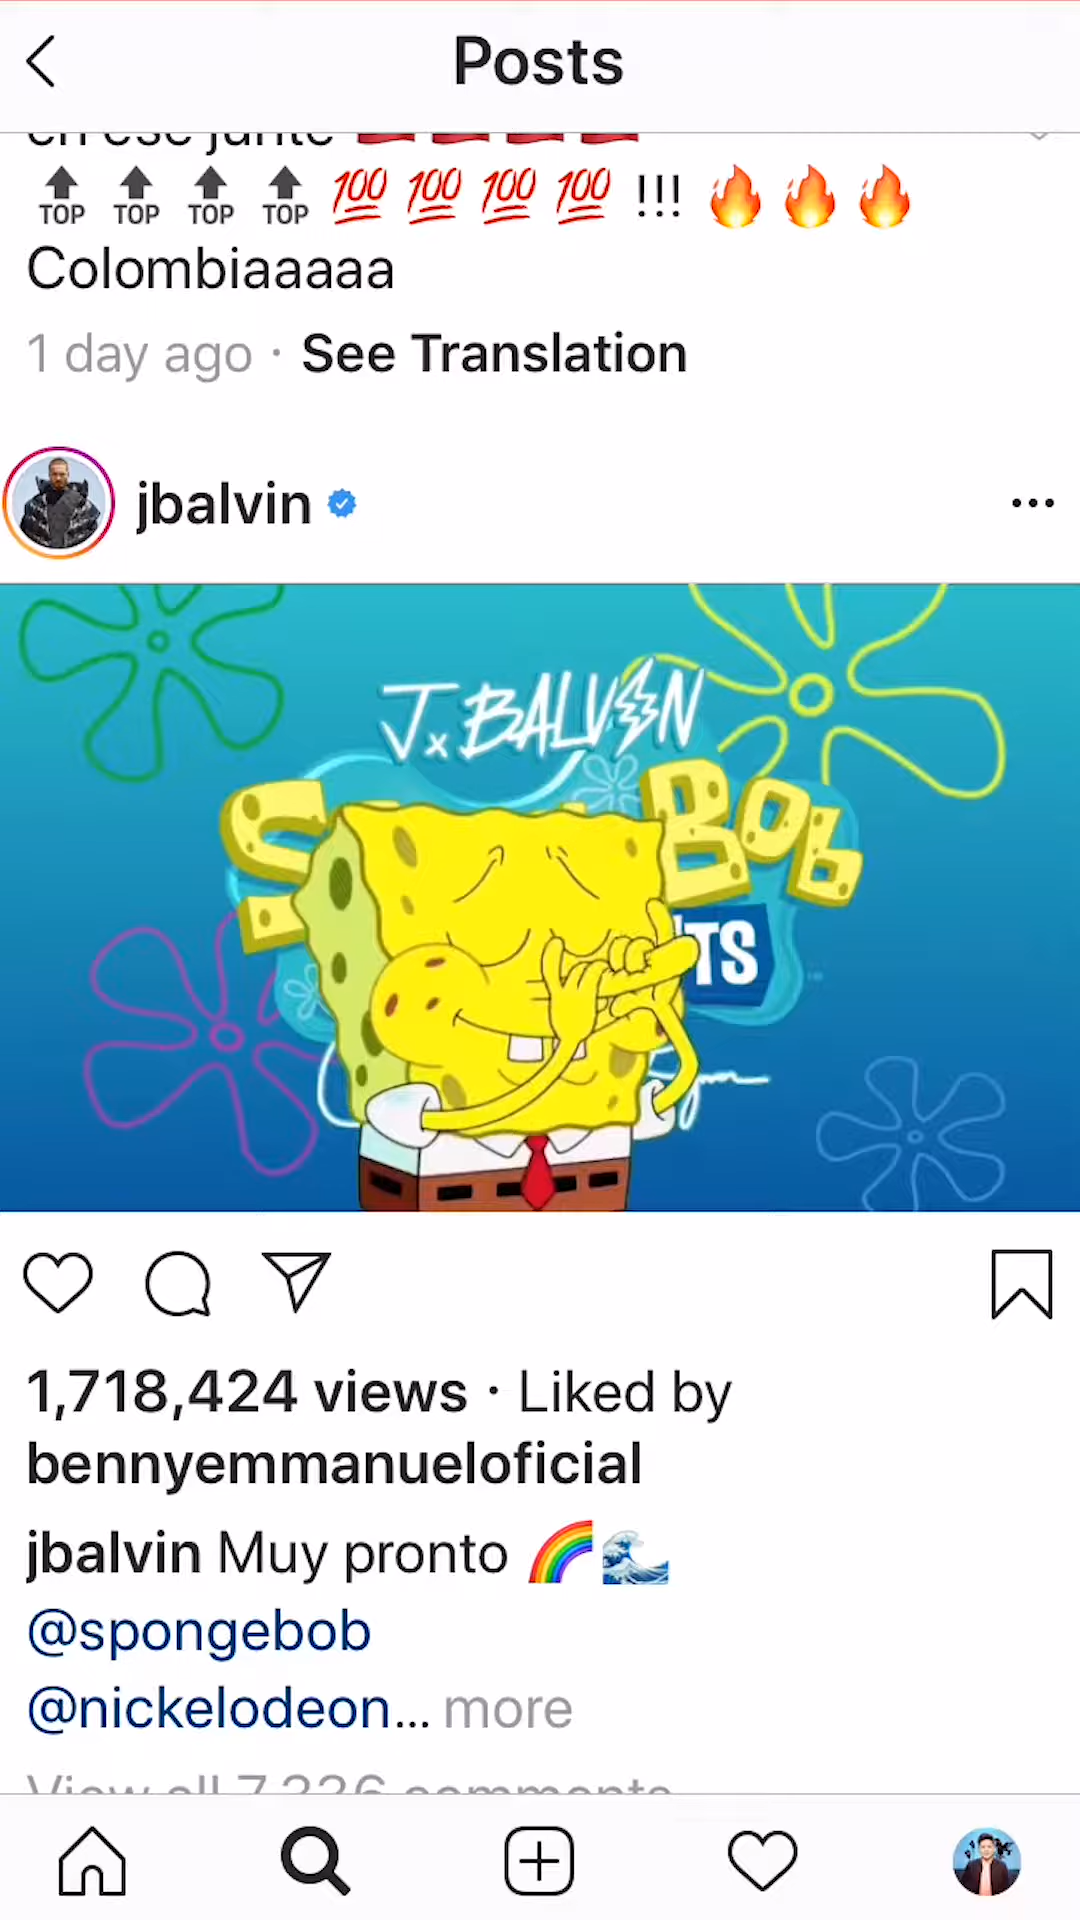 Posts
en ese junte
TOP TOP TOP TOP 100 100 100 100 !!!
Colombiaaaaa
1 day ago · See Translation
jbalvin
J x BALVIN
Bob
TS
1,718,424 views · Liked by
bennyemmanueloficial
jbalvin Muy pronto 🌈🌊
@spongebob
@nickelodeon... more
View all 7,336 comments